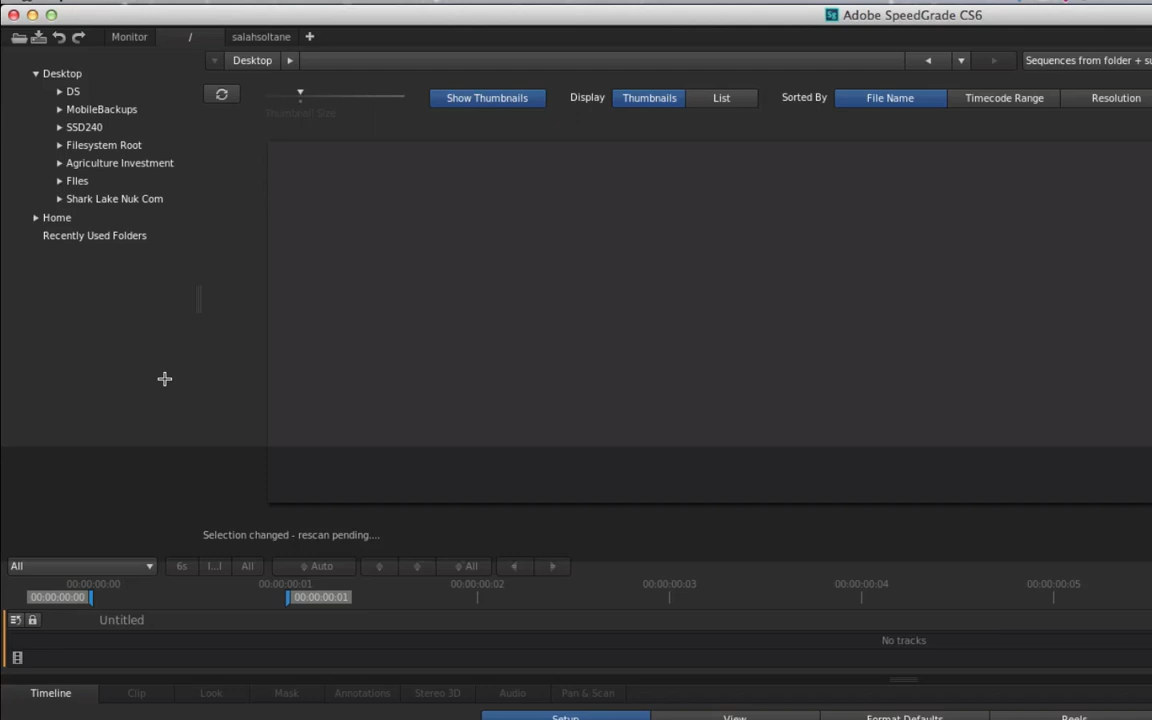 Adobe SpeedGrade CS6
Monitor / salahsoltane
Desktop Sequences from folder + su
Desktop
DS
MobileBackups
SSD240
Filesystem Root
Agriculture Investment
FIles
Shark Lake Nuk Com
Home
Recently Used Folders
Show Thumbnails Display Thumbnails List Sorted By File Name Timecode Range Resolution
Thumbnail Size
Selection changed - rescan pending....
All 6s I...I All Auto All
00:00:00:00 00:00:00:01 00:00:00:02 00:00:00:03 00:00:00:04 00:00:00:05
00:00:00:00 00:00:00:01
Untitled
No tracks
Timeline Clip Look Mask Annotations Stereo 3D Audio Pan & Scan
Setup View Format Defaults Reels